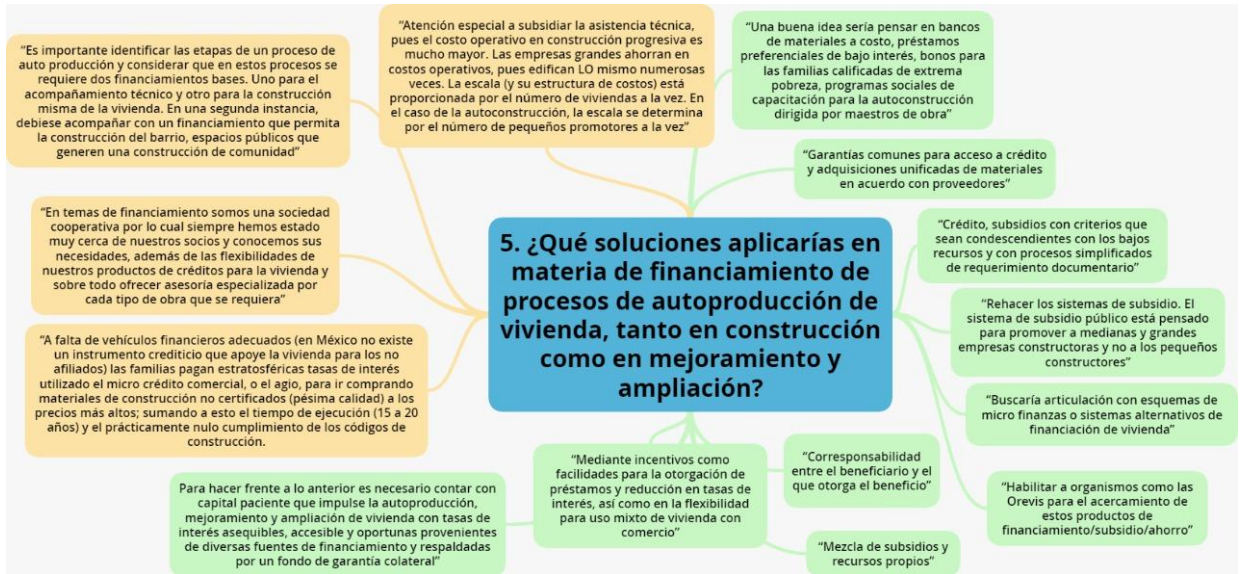 “Es importante identificar las etapas de un proceso de
auto producción y considerar que en estos procesos se
requiere dos financiamientos bases. Uno para el
acompañamiento técnico y otro para la construcción
misma de la vivienda. En una segunda instancia,
debiese acompañar con un financiamiento que permita
la construcción del barrio, espacios públicos que
generen una construcción de comunidad”
“Atención especial a subsidiar la asistencia técnica,
pues el costo operativo en construcción progresiva es
mucho mayor. Las empresas grandes ahorran en
costos operativos, pues edifican LO mismo numerosas
veces. La escala (y su estructura de costos) está
proporcionada por el número de viviendas a la vez. En
el caso de la autoconstrucción, la escala se determina
por el número de pequeños promotores a la vez”
“Una buena idea sería pensar en bancos
de materiales a costo, préstamos
preferenciales de bajo interés, bonos para
las familias calificadas de extrema
pobreza, programas sociales de
capacitación para la autoconstrucción
dirigida por maestros de obra”
“Garantías comunes para acceso a crédito
y adquisiciones unificadas de materiales
en acuerdo con proveedores”
“En temas de financiamiento somos una sociedad
cooperativa por lo cual siempre hemos estado
muy cerca de nuestros socios y conocemos sus
necesidades, además de las flexibilidades de
nuestros productos de créditos para la vivienda y
sobre todo ofrecer asesoría especializada por
cada tipo de obra que se requiera”
5. ¿Qué soluciones aplicarías en
materia de financiamiento de
procesos de autoproducción de
vivienda, tanto en construcción
como en mejoramiento y
ampliación?
“Crédito, subsidios con criterios que
sean condescendientes con los bajos
recursos y con procesos simplificados
de requerimiento documentario”
“Rehacer los sistemas de subsidio. El
sistema de subsidio público está pensado
para promover a medianas y grandes
empresas constructoras y no a los pequeños
constructores”
“A falta de vehículos financieros adecuados (en México no existe
un instrumento crediticio que apoye la vivienda para los no
afiliados) las familias pagan estratosféricas tasas de interés
utilizado el micro crédito comercial, o el agio, para ir comprando
materiales de construcción no certificados (pésima calidad) a los
precios más altos; sumando a esto el tiempo de ejecución (15 a 20
años) y el prácticamente nulo cumplimiento de los códigos de
construcción.
“Buscaría articulación con esquemas de
micro finanzas o sistemas alternativos de
financiación de vivienda”
Para hacer frente a lo anterior es necesario contar con
capital paciente que impulse la autoproducción,
mejoramiento y ampliación de vivienda con tasas de
interés asequibles, accesible y oportunas provenientes
de diversas fuentes de financiamiento y respaldadas
por un fondo de garantía colateral”
“Mediante incentivos como
facilidades para la otorgación de
préstamos y reducción en tasas de
interés, así como en la flexibilidad
para uso mixto de vivienda con
comercio”
“Corresponsabilidad
entre el beneficiario y el
que otorga el beneficio”
“Mezcla de subsidios y
recursos propios”
“Habilitar a organismos como las
Orevis para el acercamiento de
estos productos de
financiamiento/subsidio/ahorro”